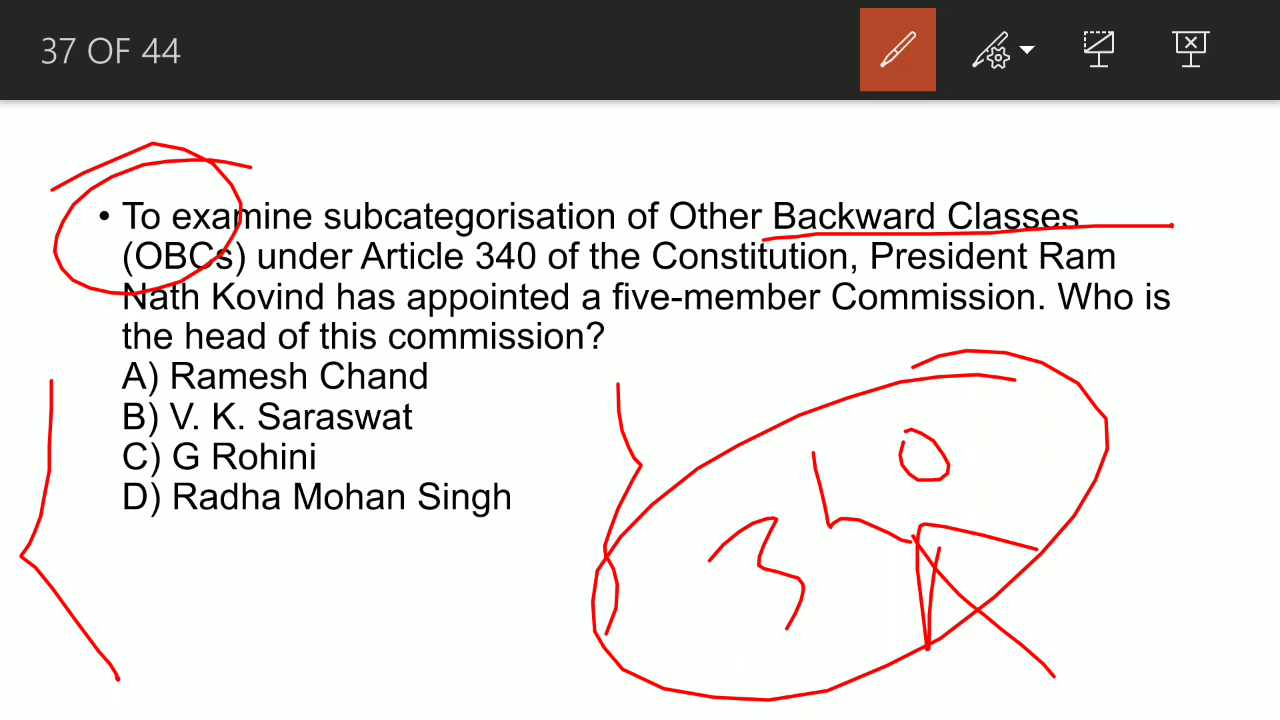 37 OF 44
• To examine subcategorisation of Other Backward Classes
(OBCs) under Article 340 of the Constitution, President Ram
Nath Kovind has appointed a five-member Commission. Who is
the head of this commission?
A) Ramesh Chand
B) V. K. Saraswat
C) G Rohini
D) Radha Mohan Singh